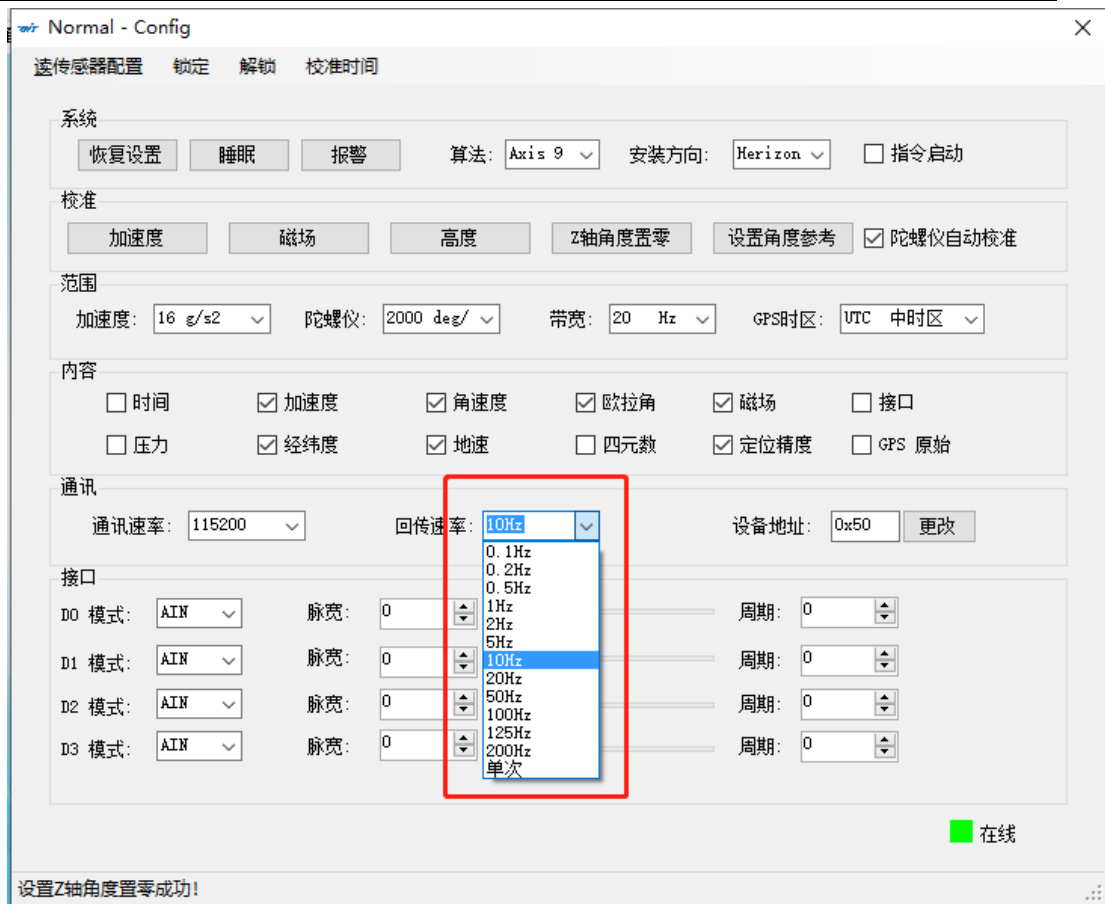 Normal - Config
读传感器配置 锁定 解锁 校准时间
系统
恢复设置 睡眠 报警 算法: Axis 9 安装方向: Herizon 指令启动
校准
加速度 磁场 高度 Z轴角度置零 设置角度参考 陀螺仪自动校准
范围
加速度: 16 g/s2 陀螺仪: 2000 deg/ 带宽: 20 Hz GPS时区: UTC 中时区
内容
时间 加速度 角速度 欧拉角 磁场 接口
压力 经纬度 地速 四元数 定位精度 GPS 原始
通讯
通讯速率: 115200 回传速率: 10Hz 设备地址: 0x50 更改
0.1Hz
0.2Hz
0.5Hz
1Hz
2Hz
5Hz
10Hz
20Hz
50Hz
100Hz
125Hz
200Hz
单次
接口
D0 模式: AIN 脉宽: 0 周期: 0
D1 模式: AIN 脉宽: 0 周期: 0
D2 模式: AIN 脉宽: 0 周期: 0
D3 模式: AIN 脉宽: 0 周期: 0
在线
设置Z轴角度置零成功!